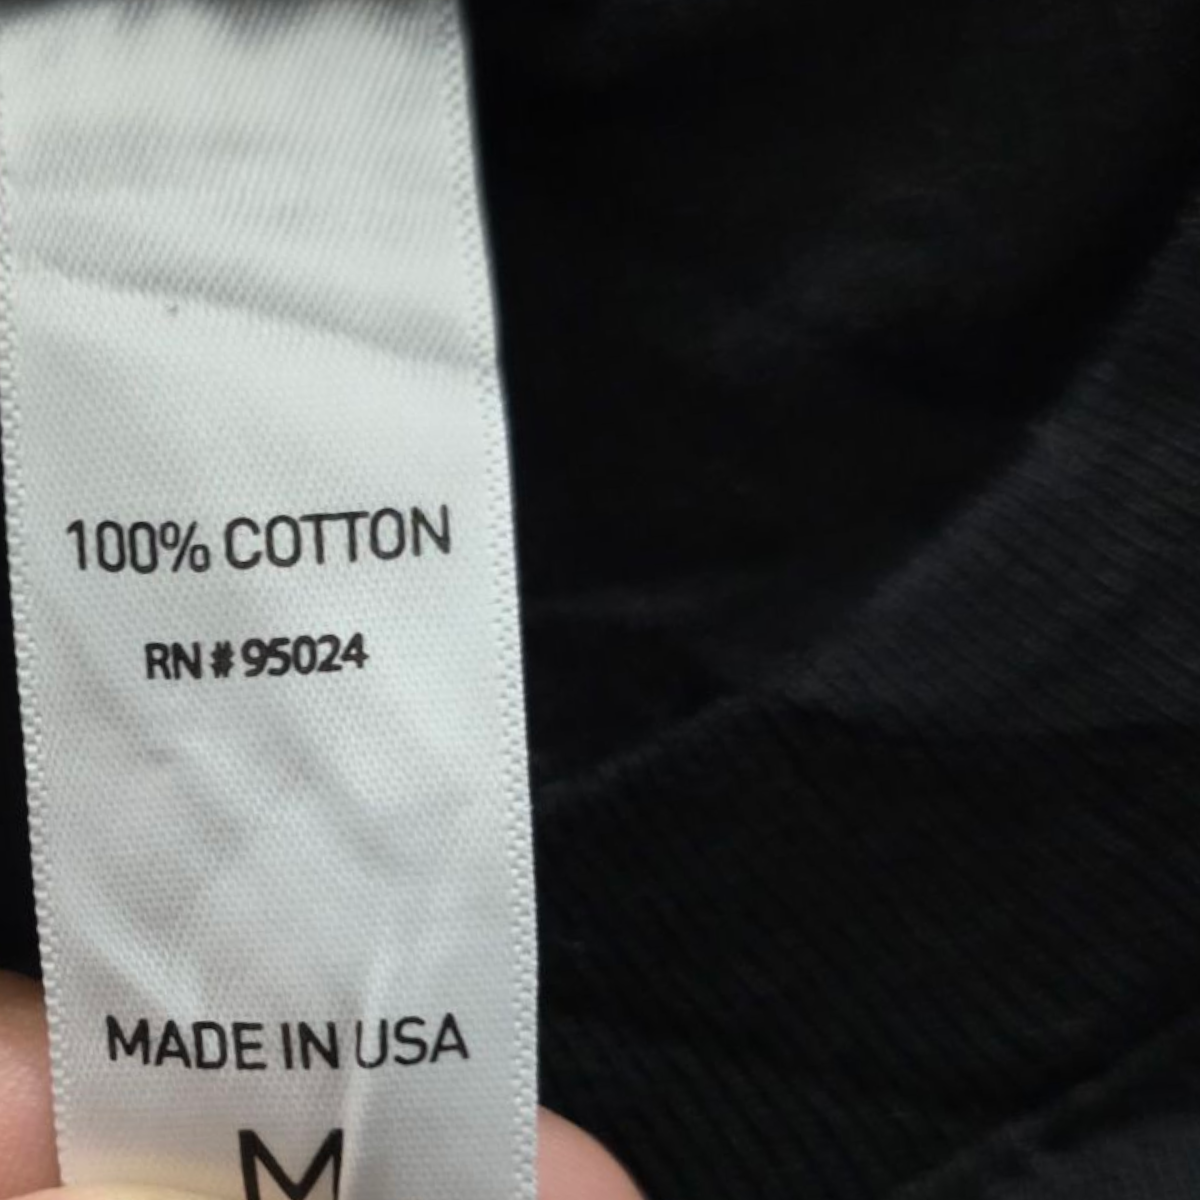 100% COTTON
RN # 95024
MADE IN USA
M